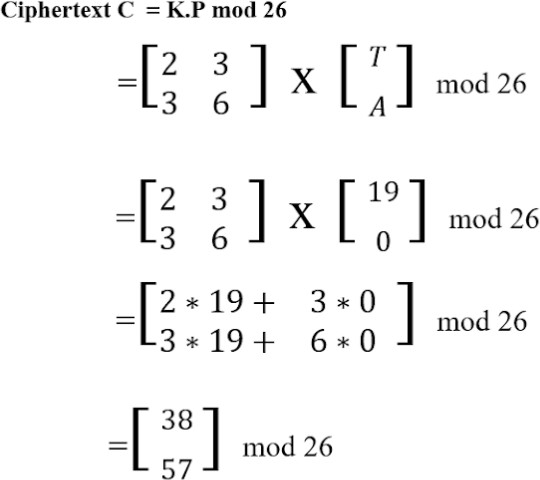 Ciphertext C = K.P mod 26
=[2 3 3 6] X [T A] mod 26
=[2 3 3 6] X [19 0] mod 26
=[2 * 19 + 3 * 0 3 * 19 + 6 * 0] mod 26
=[38 57] mod 26